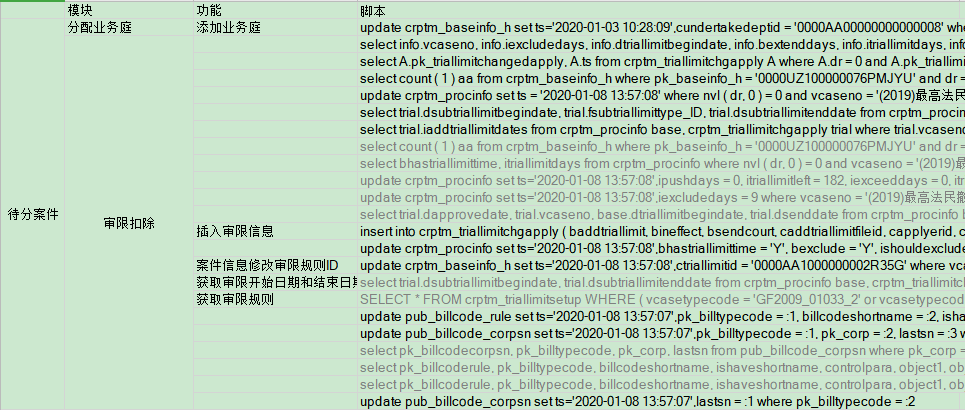 模块 功能 脚本
分配业务庭 添加业务庭 update crptm_baseinfo_h set ts='2020-01-03 10:28:09',cundertakedeptid = '0000AA00000000000008' whe
select info.vcaseno, info.iexcludedays, info.dtriallimitbegindate, info.bextenddays, info.itriallimitdays, info
select A.pk_triallimitchangedapply, A.ts from crptm_triallimitchgapply A where A.dr = 0 and A.pk_trialim
select count ( 1 ) aa from crptm_baseinfo_h where pk_baseinfo_h = '0000UZ100000076PMJYU' and dr =
update crptm_procinfo set ts = '2020-01-08 13:57:08' where nvl ( dr, 0 ) = 0 and vcaseno = '(2019)最高法民
select trial.dsubtriallimitbegindate, trial.fsubtriallimittype_ID, trial.dsubtriallimitenddate from crptm_procinfo
select trial.iaddtriallimitdates from crptm_procinfo base, crptm_triallimitchgapply trial where trial.vcaseno
select count ( 1 ) aa from crptm_baseinfo_h where pk_baseinfo_h = '0000UZ100000076PMJYU' and dr =
select bhastriallimittime, itriallimitdays from crptm_procinfo where nvl ( dr, 0 ) = 0 and vcaseno = '(2019)最
update crptm_procinfo set ts='2020-01-08 13:57:08',ipushdays = 0, itriallimitleft = 182, iexceeddays = 0, itr
update crptm_procinfo set ts='2020-01-08 13:57:08',iexcludedays = 9 where vcaseno = '(2019)最高法民撤
待分案件 审限扣除 select trial.dapprovedate, trial.vcaseno, base.dtriallimitbegindate, trial.dsenddate from crptm_procinfo b
插入审限信息 insert into crptm_triallimitchgapply ( baddtriallimit, bineffect, bsendcourt, caddtriallimitfileid, capplyerid, c
update crptm_procinfo set ts='2020-01-08 13:57:08',bhastriallimittime = 'Y', bexclude = 'Y', ishouldexclude
案件信息修改审限规则ID update crptm_baseinfo_h set ts='2020-01-08 13:57:08',ctriallimitid = '0000AA1000000002R35G' where vc
获取审限开始日期和结束日期 select trial.dsubtriallimitbegindate, trial.dsubtriallimitenddate from crptm_procinfo base, crptm_triallimitc
获取审限规则 SELECT * FROM crptm_triallimitsetup WHERE ( vcasetypecode = 'GF2009_01033_2' or vcasetypecode
update pub_billcode_rule set ts='2020-01-08 13:57:07',pk_billtypecode = :1, billcodeshortname = :2, isha
update pub_billcode_corpsn set ts='2020-01-08 13:57:07',pk_billtypecode = :1, pk_corp = :2, lastsn = :3 w
select pk_billcodecorpsn, pk_billtypecode, pk_corp, lastsn from pub_billcode_corpsn where pk_corp =
select pk_billcoderule, pk_billtypecode, billcodeshortname, ishaveshortname, controlpara, object1, ob
select pk_billcoderule, pk_billtypecode, billcodeshortname, ishaveshortname, controlpara, object1, ob
update pub_billcode_corpsn set ts='2020-01-08 13:57:07',lastsn = :1 where pk_billtypecode = :2